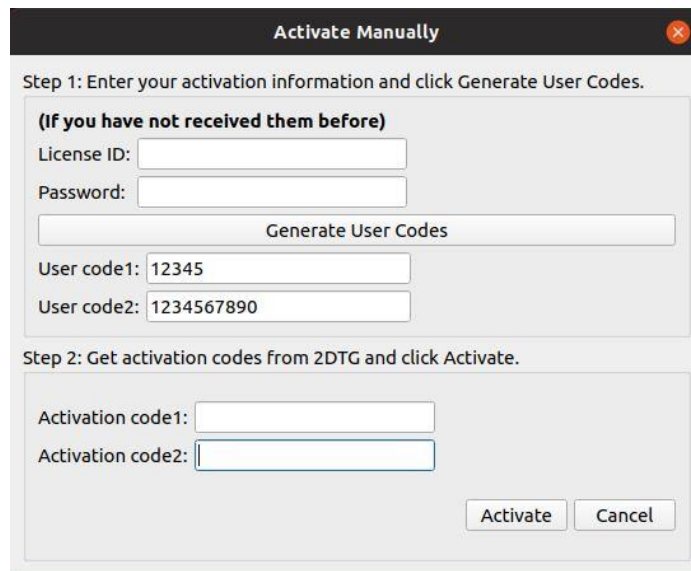 Activate Manually
Step 1: Enter your activation information and click Generate User Codes.
(If you have not received them before)
License ID:
Password:
Generate User Codes
User code1: 12345
User code2: 1234567890
Step 2: Get activation codes from 2DTG and click Activate.
Activation code1:
Activation code2:
Activate Cancel